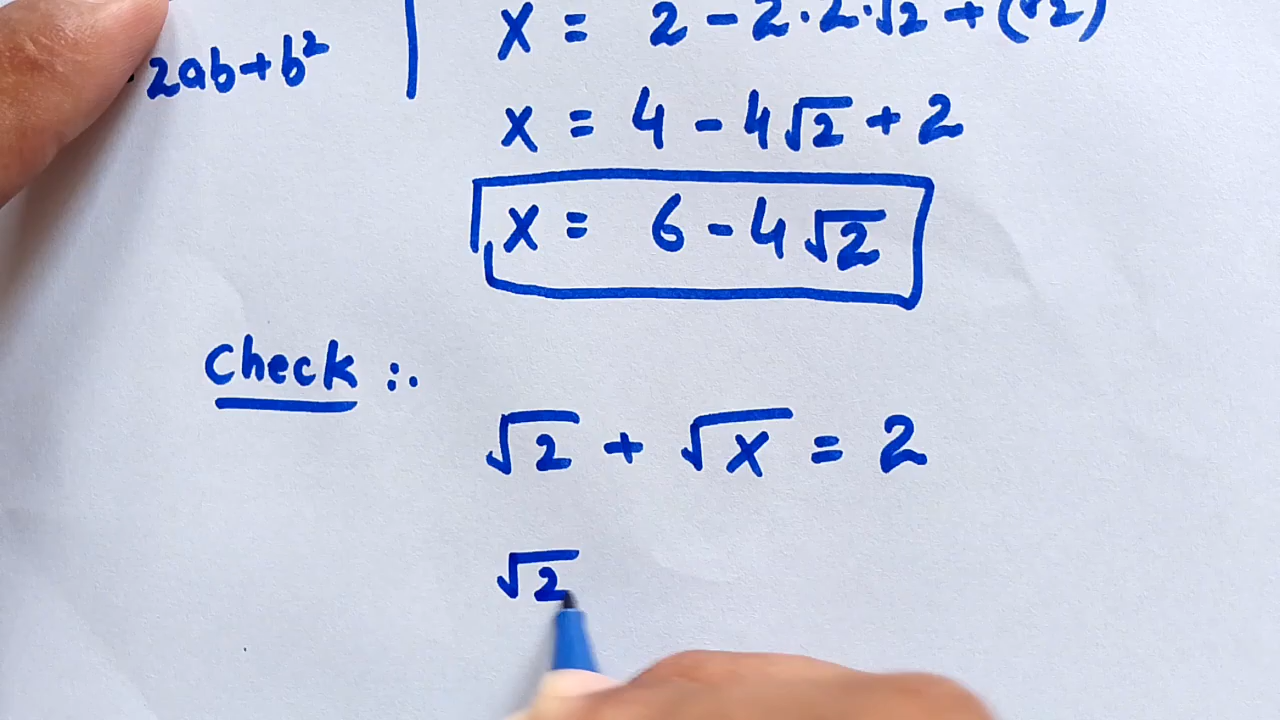 x = 2 - 2·2·√2 + (√2)
2ab+b²
x = 4 - 4√2 + 2
x = 6 - 4√2
Check :.
√2 + √x = 2
√2